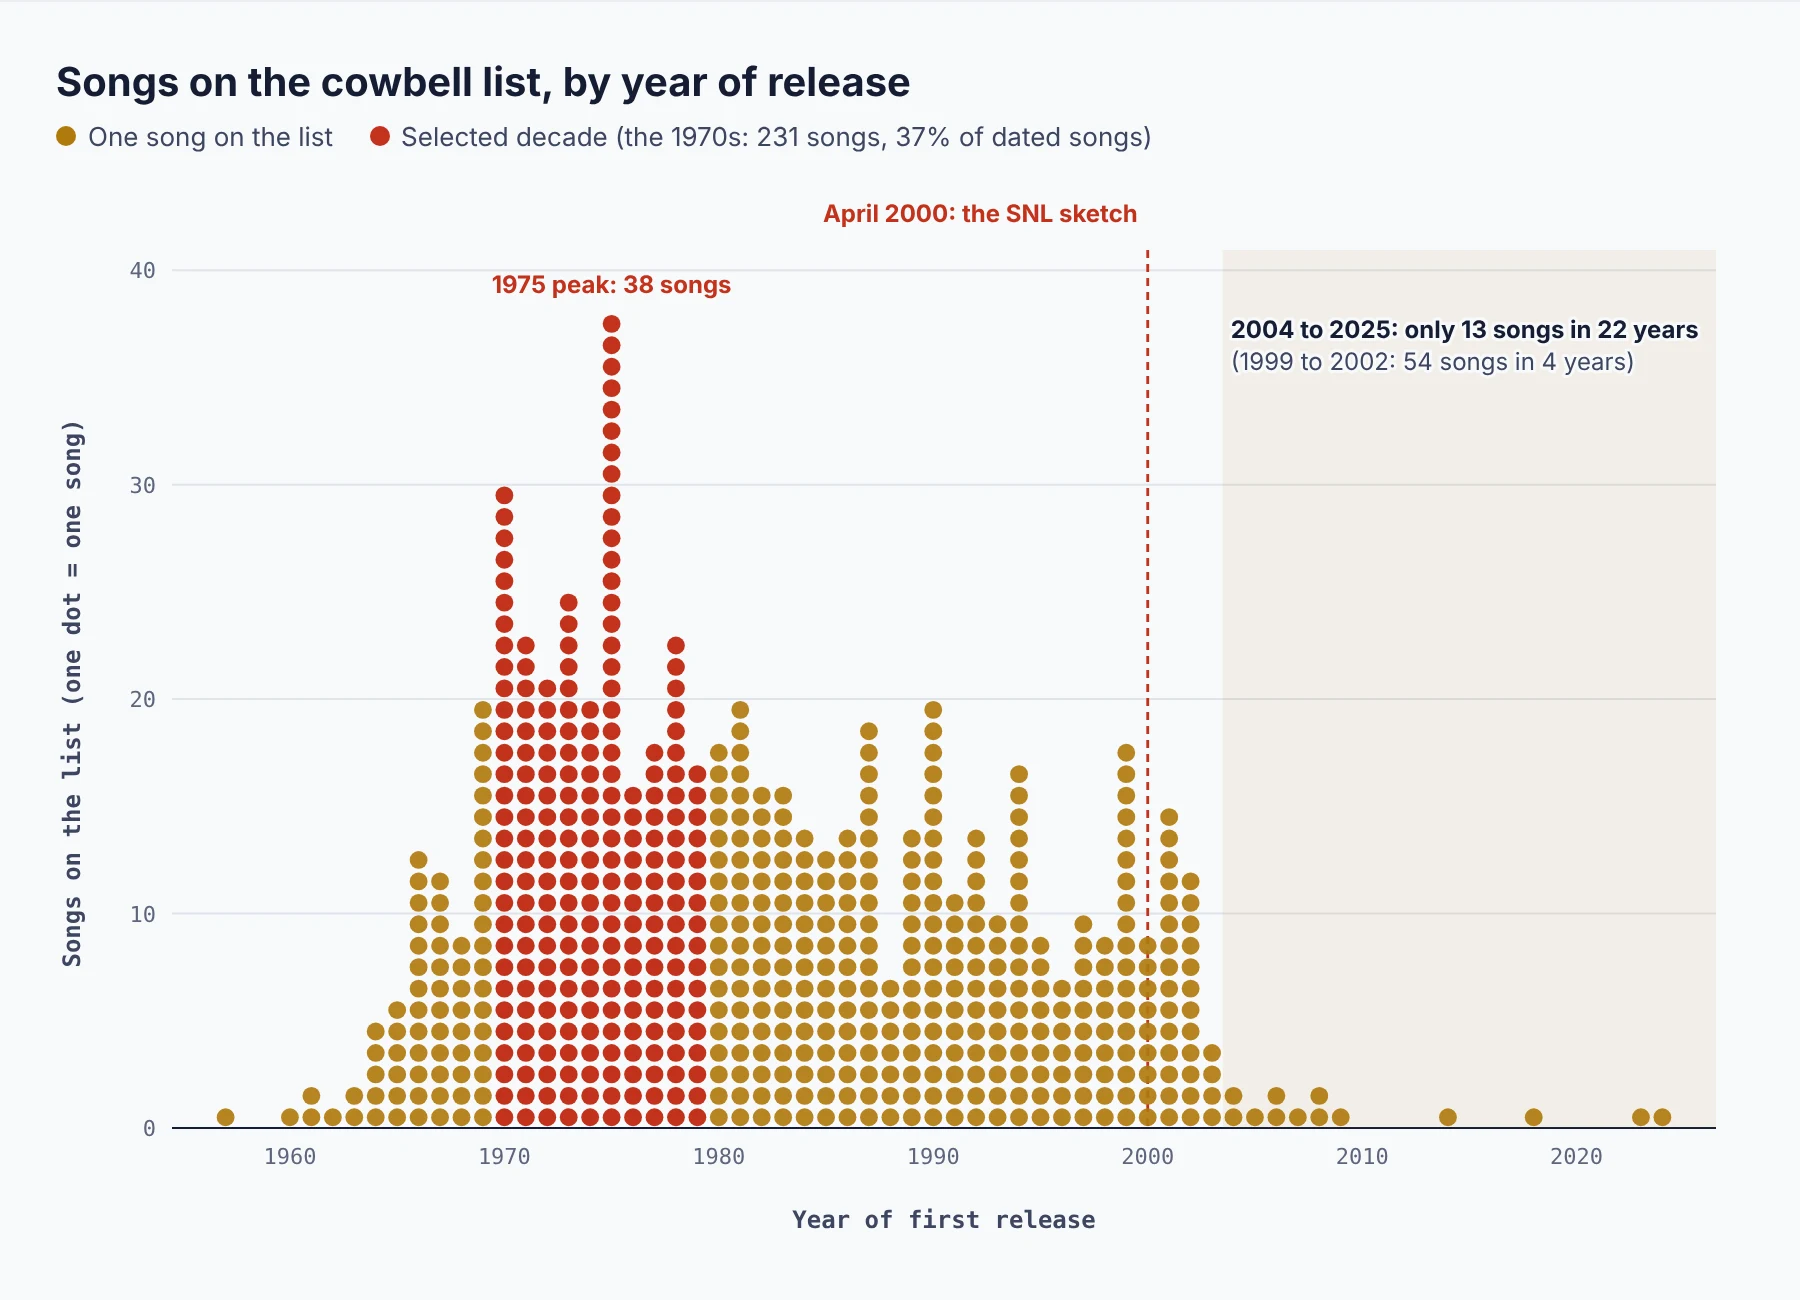 Songs on the cowbell list, by year of release
One song on the list
Selected decade (the 1970s: 231 songs, 37% of dated songs)
April 2000: the SNL sketch
1975 peak: 38 songs
2004 to 2025: only 13 songs in 22 years
(1999 to 2002: 54 songs in 4 years)
Songs on the list (one dot = one song)
40
30
20
10
0
1960
1970
1980
1990
2000
2010
2020
Year of first release